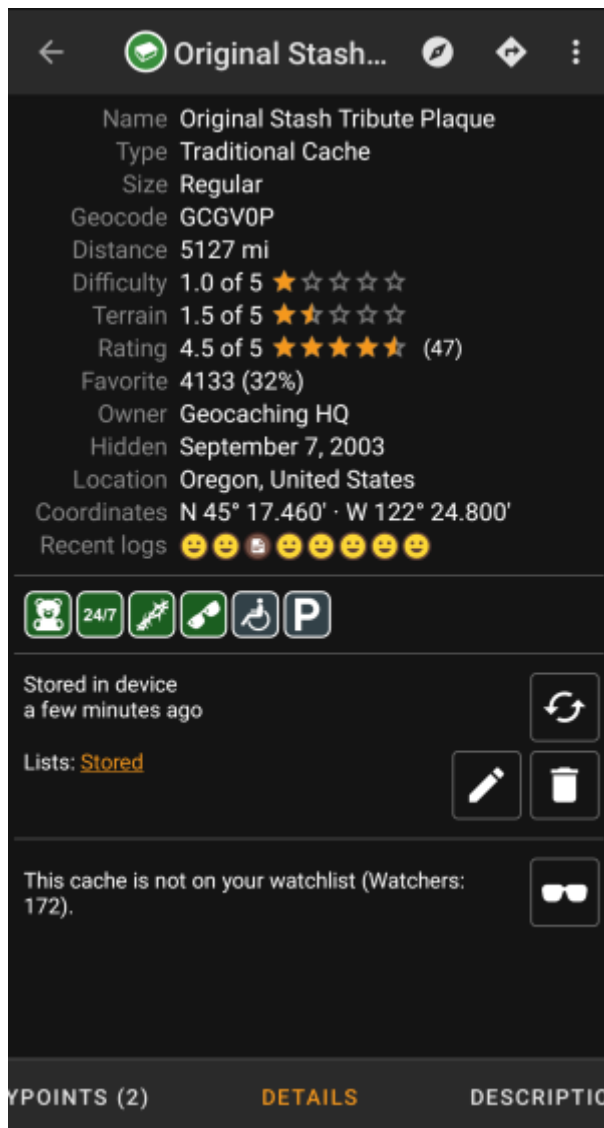 Original Stash...
Name Original Stash Tribute Plaque
Type Traditional Cache
Size Regular
Geocode GCGV0P
Distance 5127 mi
Difficulty 1.0 of 5
Terrain 1.5 of 5
Rating 4.5 of 5 (47)
Favorite 4133 (32%)
Owner Geocaching HQ
Hidden September 7, 2003
Location Oregon, United States
Coordinates N 45° 17.460' · W 122° 24.800'
Recent logs
24/7 P
Stored in device
a few minutes ago
Lists: Stored
This cache is not on your watchlist (Watchers:
172).
YPOINTS (2) DETAILS DESCRIPTIO